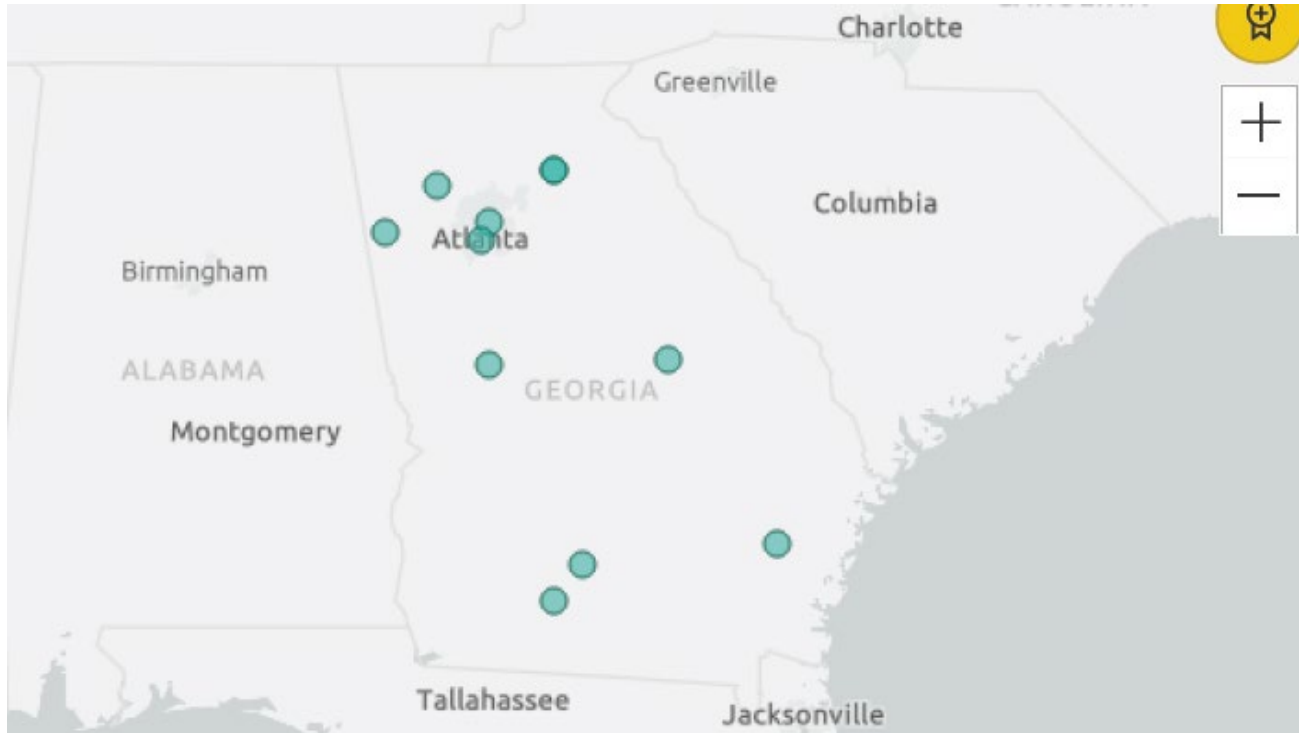 Charlotte
Greenville
Columbia
Atlanta
Birmingham
ALABAMA
GEORGIA
Montgomery
Tallahassee
Jacksonville